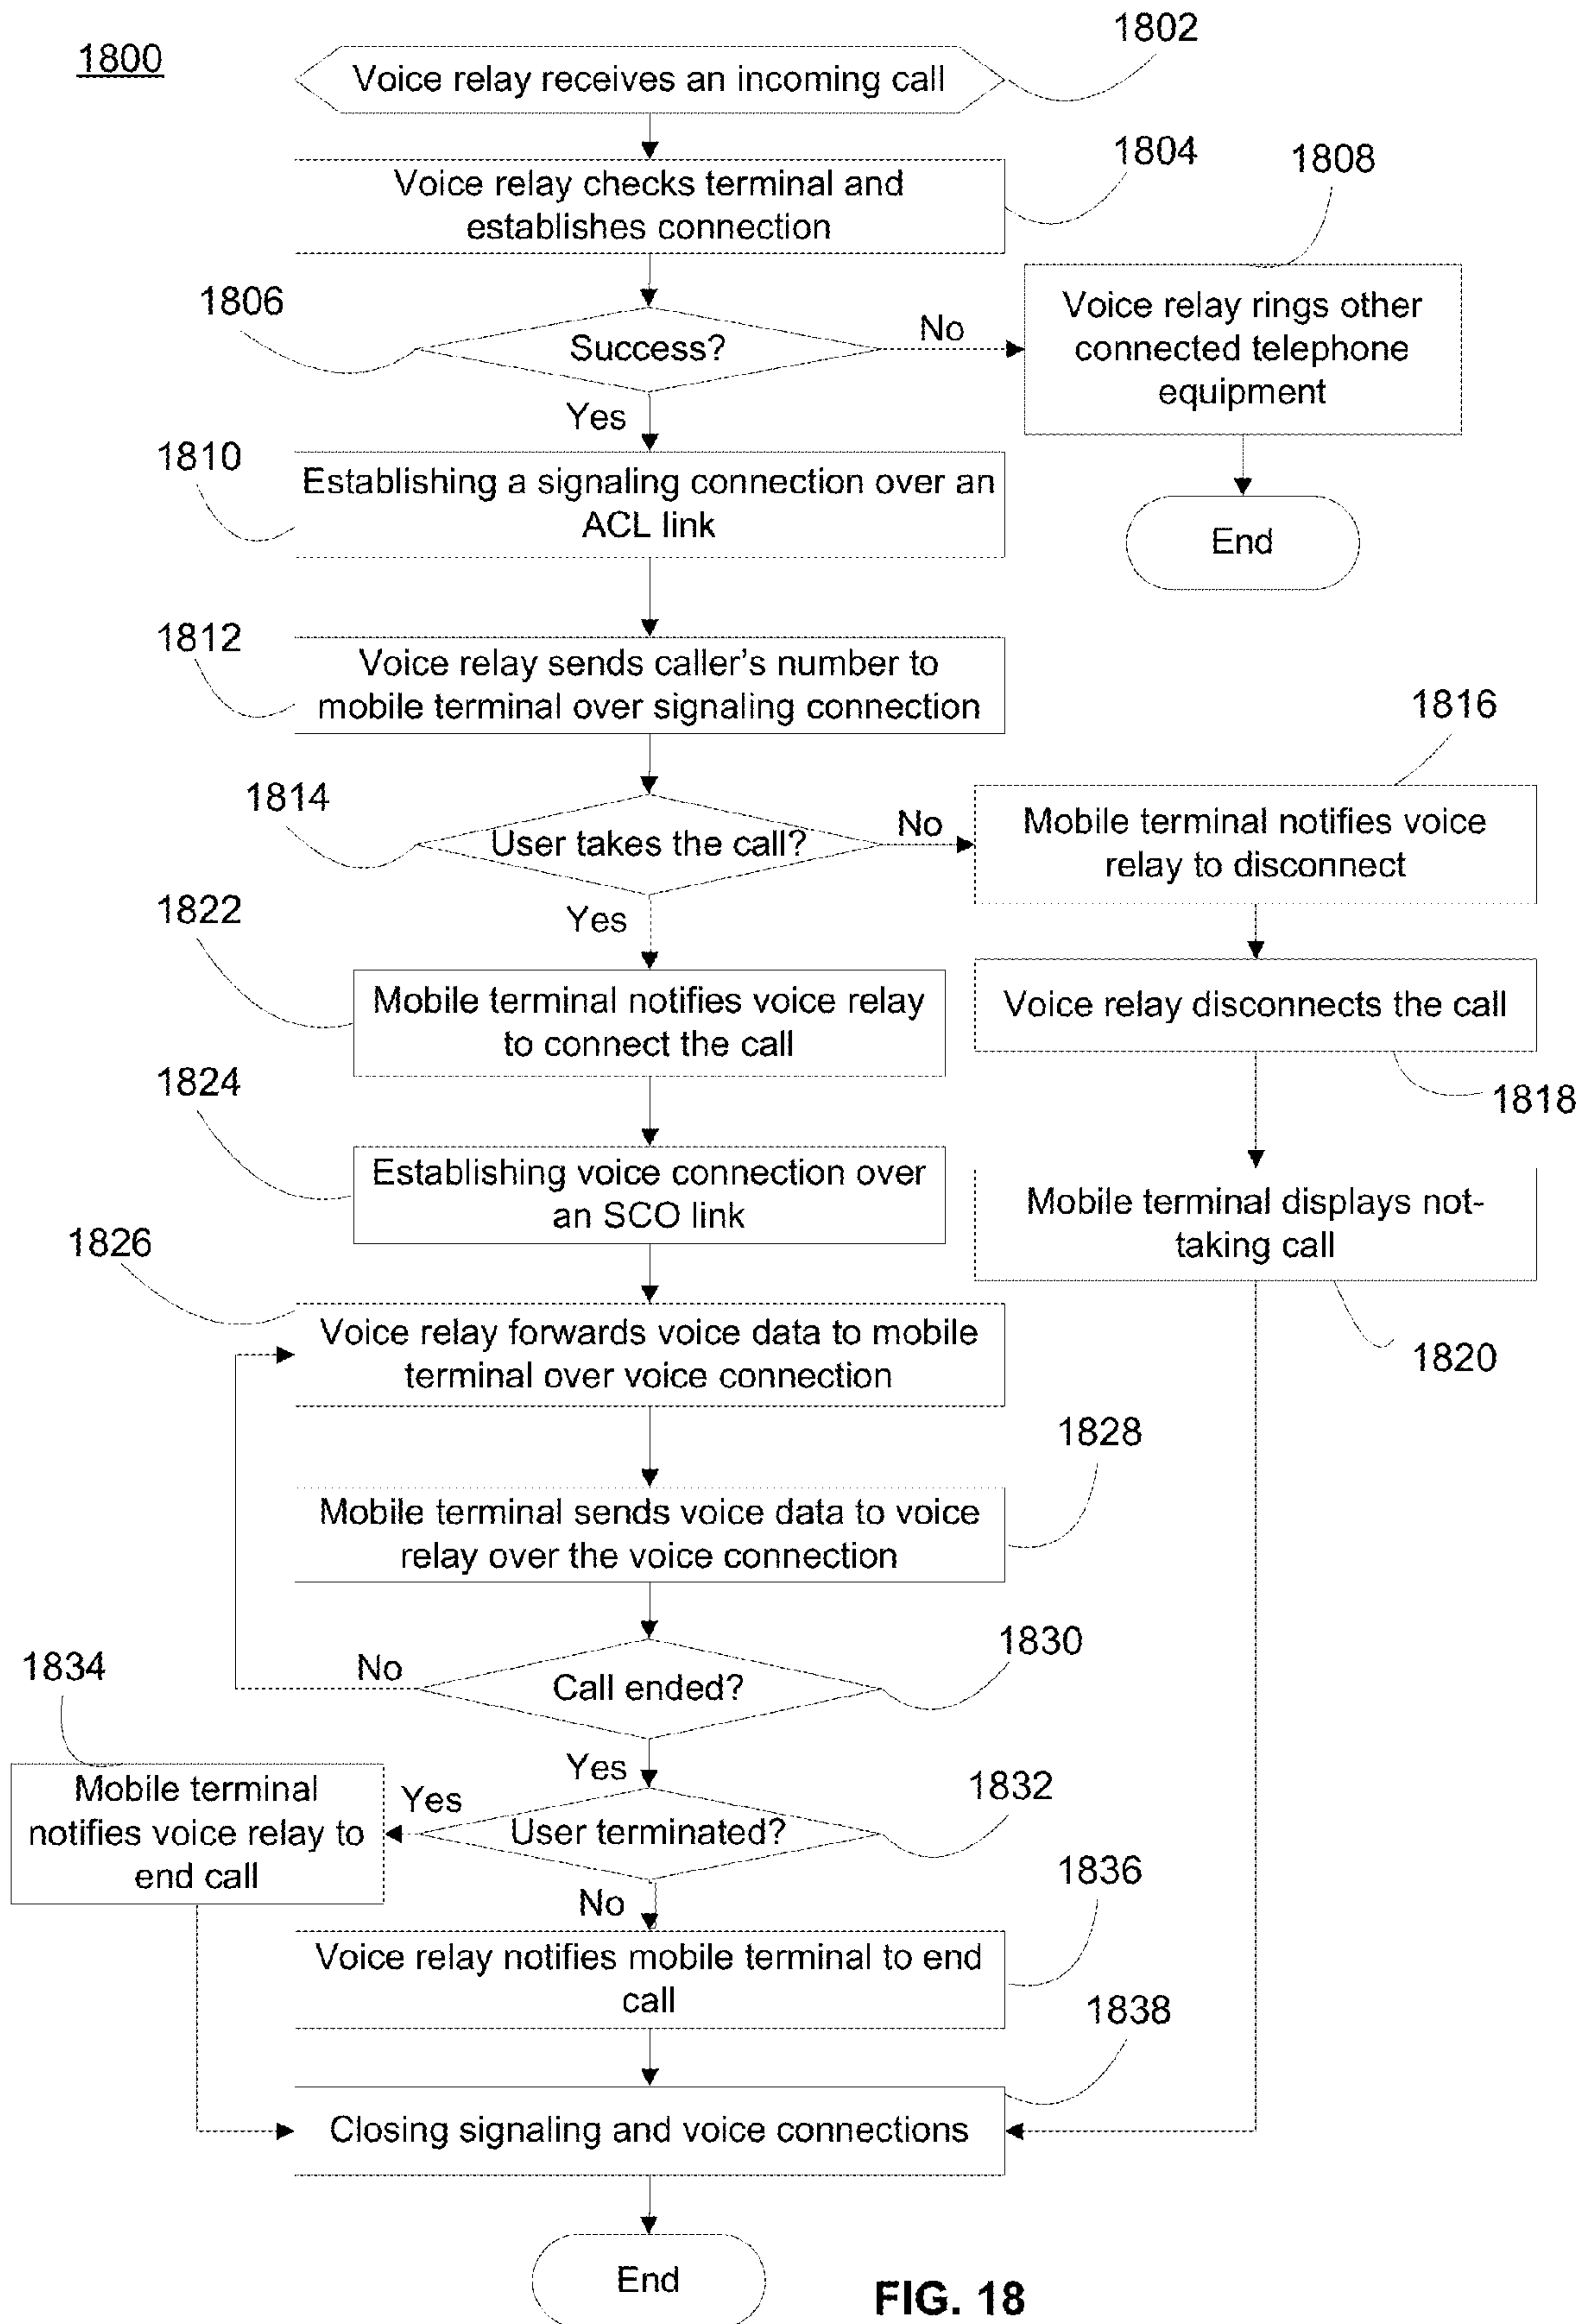 1800
1802
Voice relay receives an incoming call
1804
Voice relay checks terminal and
establishes connection
1808
Voice relay rings other
connected telephone
equipment
1806
Success?
No
Yes
End
1810
Establishing a signaling connection over an
ACL link
1812
Voice relay sends caller's number to
mobile terminal over signaling connection
1816
1814
User takes the call?
No
Mobile terminal notifies voice
relay to disconnect
Yes
1822
Mobile terminal notifies voice relay
to connect the call
Voice relay disconnects the call
1818
1824
Establishing voice connection over
an SCO link
Mobile terminal displays not-
taking call
1820
1826
Voice relay forwards voice data to mobile
terminal over voice connection
1828
Mobile terminal sends voice data to voice
relay over the voice connection
1830
Call ended?
No
Yes
1834
Mobile terminal
notifies voice relay to
end call
Yes
1832
User terminated?
No
1836
Voice relay notifies mobile terminal to end
call
1838
Closing signaling and voice connections
End
FIG. 18